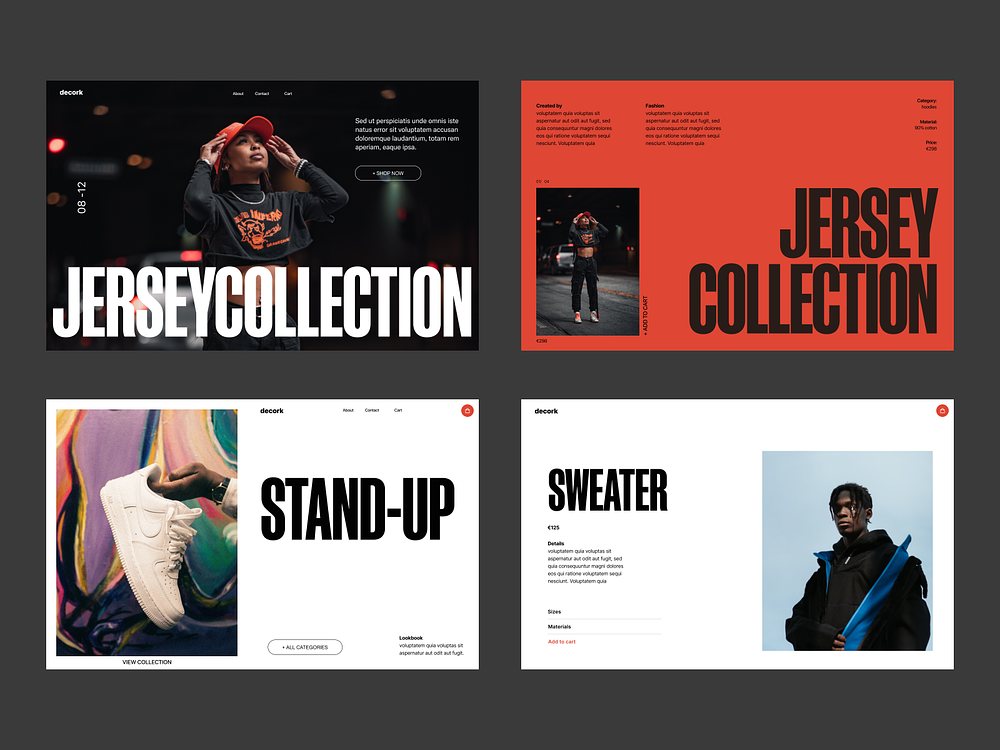 decork
About
Contact
Cart
Sed ut perspiciatis unde omnis iste
natus error sit voluptatem accusan
doloremque laudantium, totam rem
aperiam, eaque ipsa.
+ SHOP NOW
08 -12
JERSEYCOLLECTION
Created by
voluptatem quia voluptas sit
aspernatur aut odit aut fugit, sed
quia consequuntur magni dolores
eos qui ratione voluptatem sequi
nesciunt. Voluptatem quia
Fashion
voluptatem quia voluptas sit
aspernatur aut odit aut fugit, sed
quia consequuntur magni dolores
eos qui ratione voluptatem sequi
nesciunt. Voluptatem quia
Category:
hoodies
Material:
90% cotton
Price:
€298
+ ADD TO CART
€298
JERSEY
COLLECTION
decork
About
Contact
Cart
STAND-UP
+ ALL CATEGORIES
Lookbook
voluptatem quia voluptas sit
aspernatur aut odit aut fugit.
VIEW COLLECTION
decork
SWEATER
€125
Details
voluptatem quia voluptas sit
aspernatur aut odit aut fugit, sed
quia consequuntur magni dolores
eos qui ratione voluptatem sequi
nesciunt. Voluptatem quia
Sizes
Materials
Add to cart